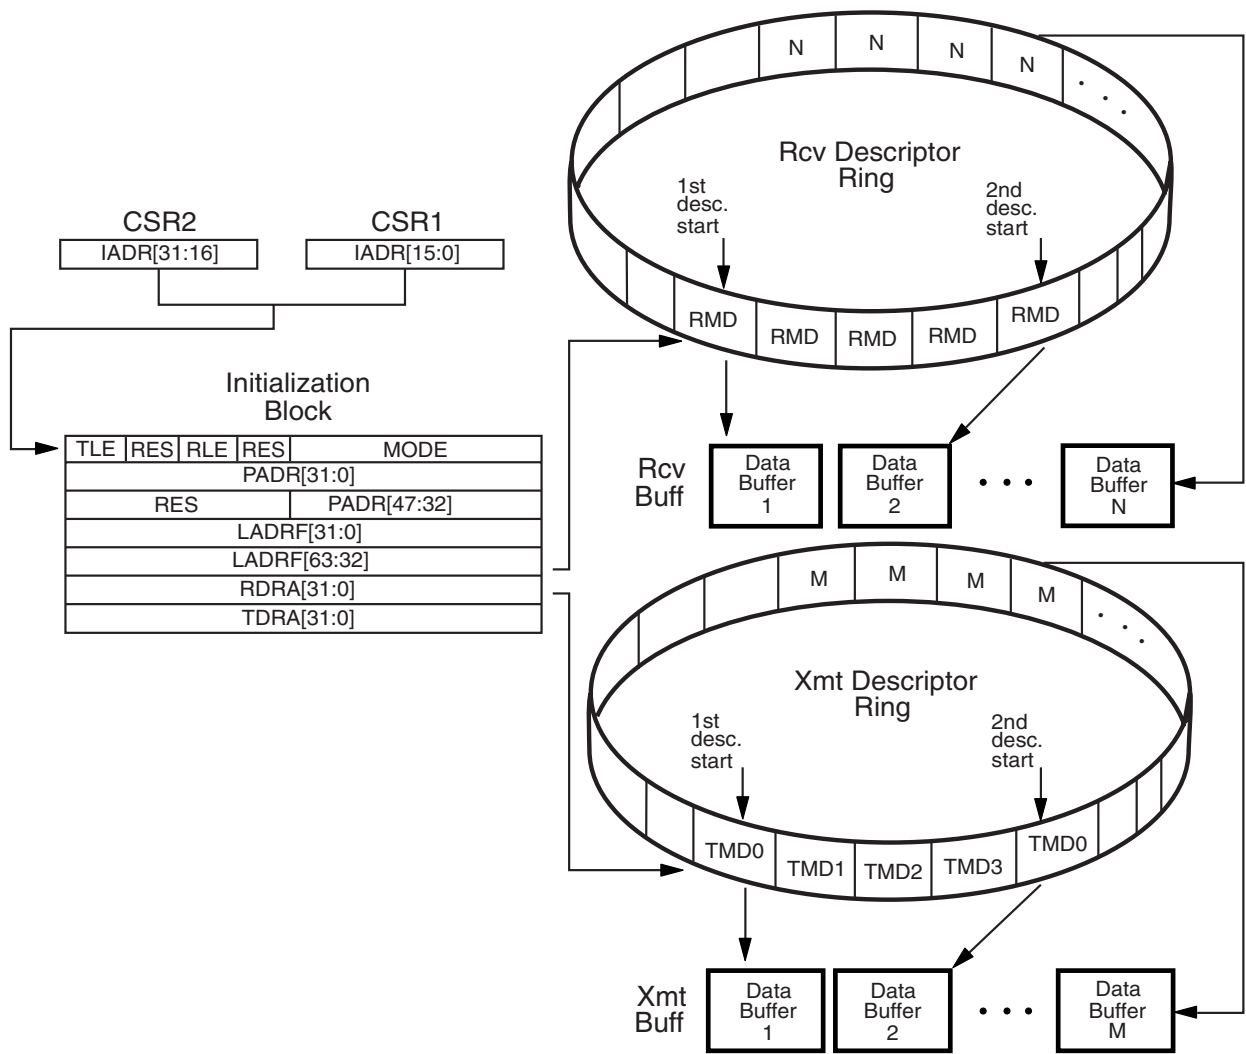 N N N N . . .
Rcv Descriptor
Ring
1st
desc.
start
2nd
desc.
start
RMD RMD RMD RMD RMD
CSR2 CSR1
IADR[31:16] IADR[15:0]
Initialization
Block
TLE RES RLE RES MODE
PADR[31:0]
RES PADR[47:32]
LADRF[31:0]
LADRF[63:32]
RDRA[31:0]
TDRA[31:0]
Rcv
Buff
Data
Buffer
1
Data
Buffer
2
• • •
Data
Buffer
N
M M M M . . .
Xmt Descriptor
Ring
1st
desc.
start
2nd
desc.
start
TMD0 TMD1 TMD2 TMD3 TMD0
Xmt
Buff
Data
Buffer
1
Data
Buffer
2
• • •
Data
Buffer
M